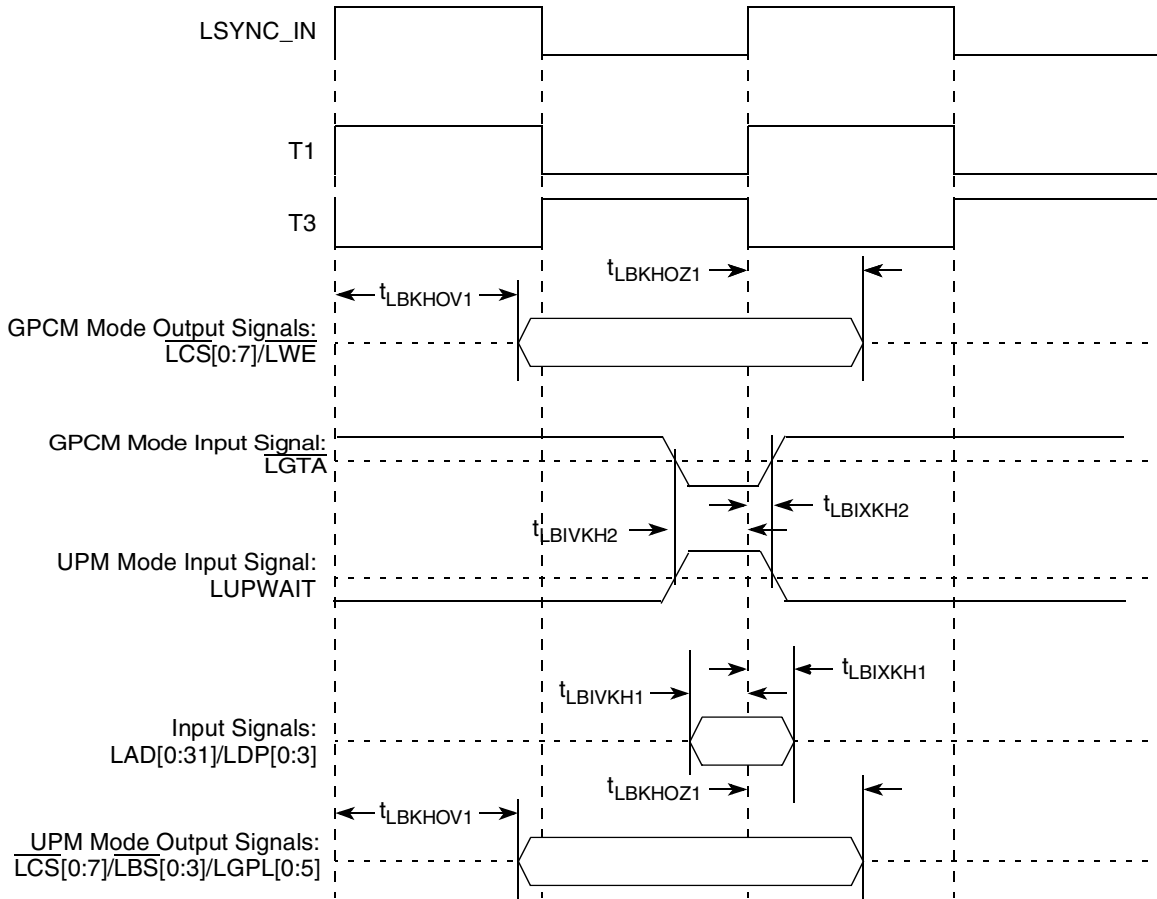 LSYNC_IN
T1
T3
tLBKHOZ1
tLBKHOV1
GPCM Mode Output Signals:
LCS[0:7]/LWE
GPCM Mode Input Signal:
LGTA
tLBIXKH2
tLBIVKH2
UPM Mode Input Signal:
LUPWAIT
tLBIXKH1
tLBIVKH1
Input Signals:
LAD[0:31]/LDP[0:3]
tLBKHOZ1
tLBKHOV1
UPM Mode Output Signals:
LCS[0:7]/LBS[0:3]/LGPL[0:5]